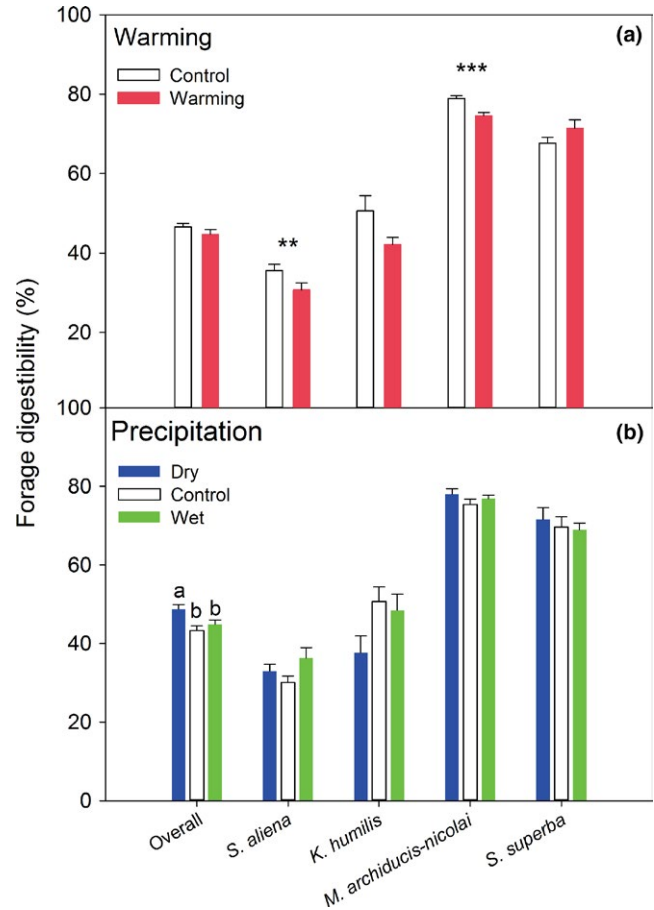 100
Warming
(a)
Control
Warming
80
***
60
40
**
20
100
Precipitation
(b)
Dry
Control
Wet
80
60
a
b
b
40
20
0
Forage digestibility (%)
Overall
S. aliena
K. humilis
M. archiducis-nicolai
S. superba